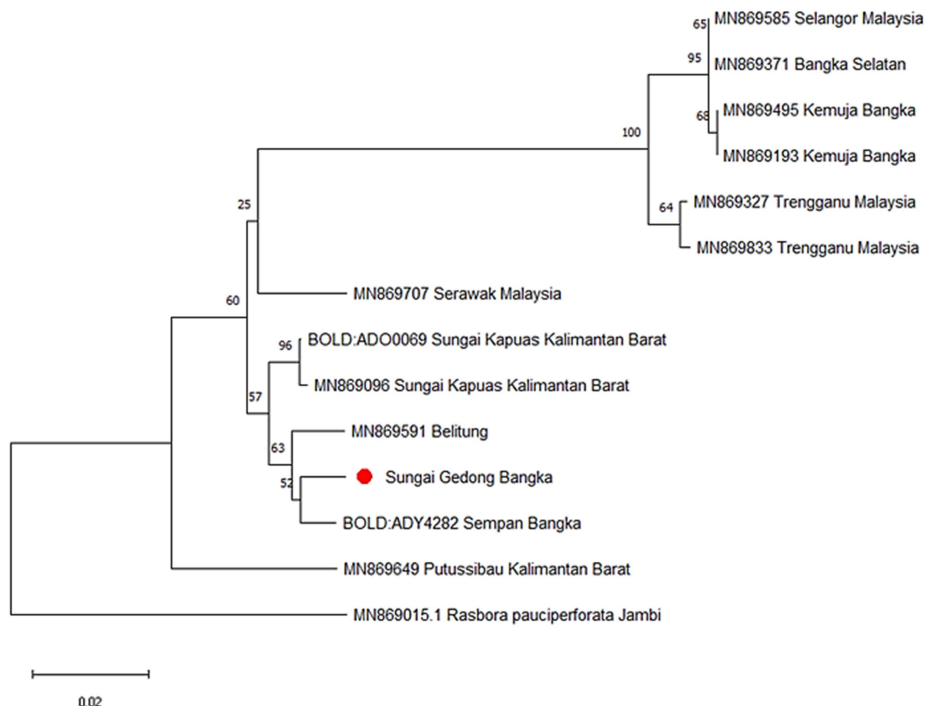 65
MN869585 Selangor Malaysia
95
MN869371 Bangka Selatan
68
MN869495 Kemuja Bangka
100
MN869193 Kemuja Bangka
64
MN869327 Trengganu Malaysia
25
MN869833 Trengganu Malaysia
60
MN869707 Serawak Malaysia
96
BOLD:ADO0069 Sungai Kapuas Kalimantan Barat
MN869096 Sungai Kapuas Kalimantan Barat
57
MN869591 Belitung
63
Sungai Gedong Bangka
52
BOLD:ADY4282 Sempan Bangka
MN869649 Putussibau Kalimantan Barat
MN869015.1 Rasbora pauciperforata Jambi
0.02